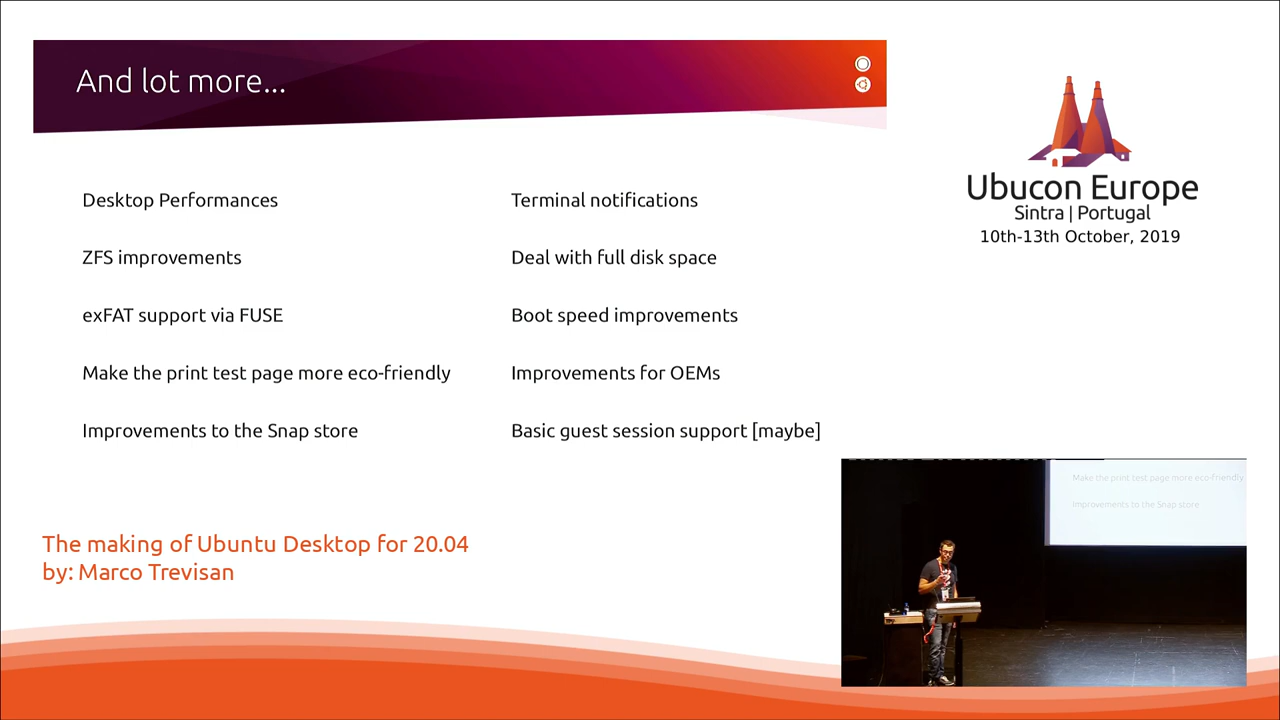 And lot more...
Desktop Performances
ZFS improvements
exFAT support via FUSE
Make the print test page more eco-friendly
Improvements to the Snap store
Terminal notifications
Deal with full disk space
Boot speed improvements
Improvements for OEMs
Basic guest session support [maybe]
Ubucon Europe
Sintra | Portugal
10th-13th October, 2019
Make the print test page more eco-friendly
Improvements to the Snap store
The making of Ubuntu Desktop for 20.04
by: Marco Trevisan